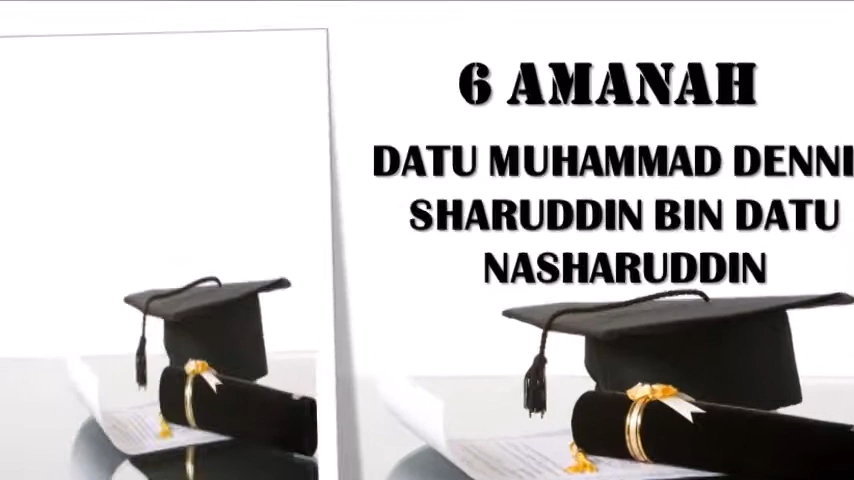 6 AMANAH
DATU MUHAMMAD DENNI
SHARUDDIN BIN DATU
NASHARUDDIN